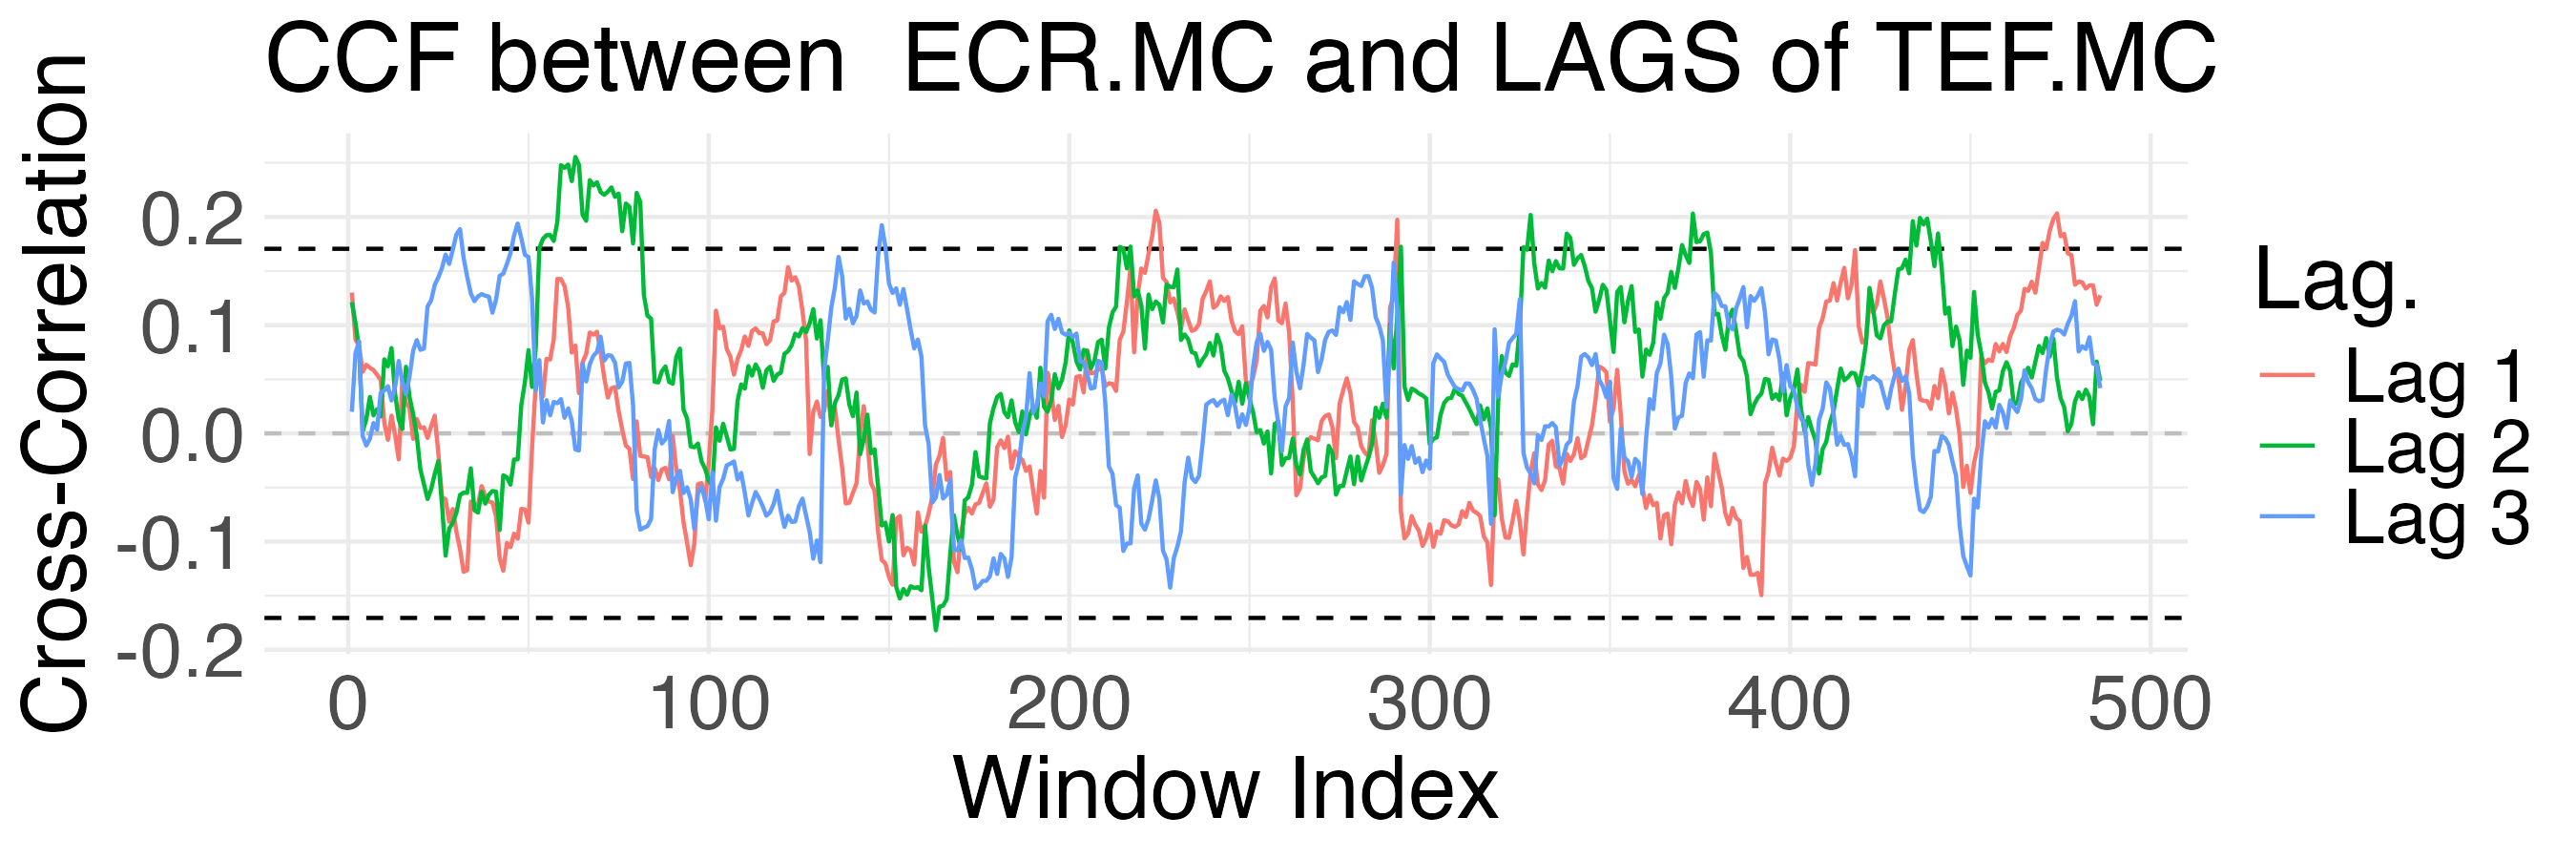 CCF between  ECR.MC and LAGS of TEF.MC
Cross-Correlation
0.2
0.1
0.0
-0.1
-0.2
0 100 200 300 400 500
Window Index
Lag.
Lag 1
Lag 2
Lag 3